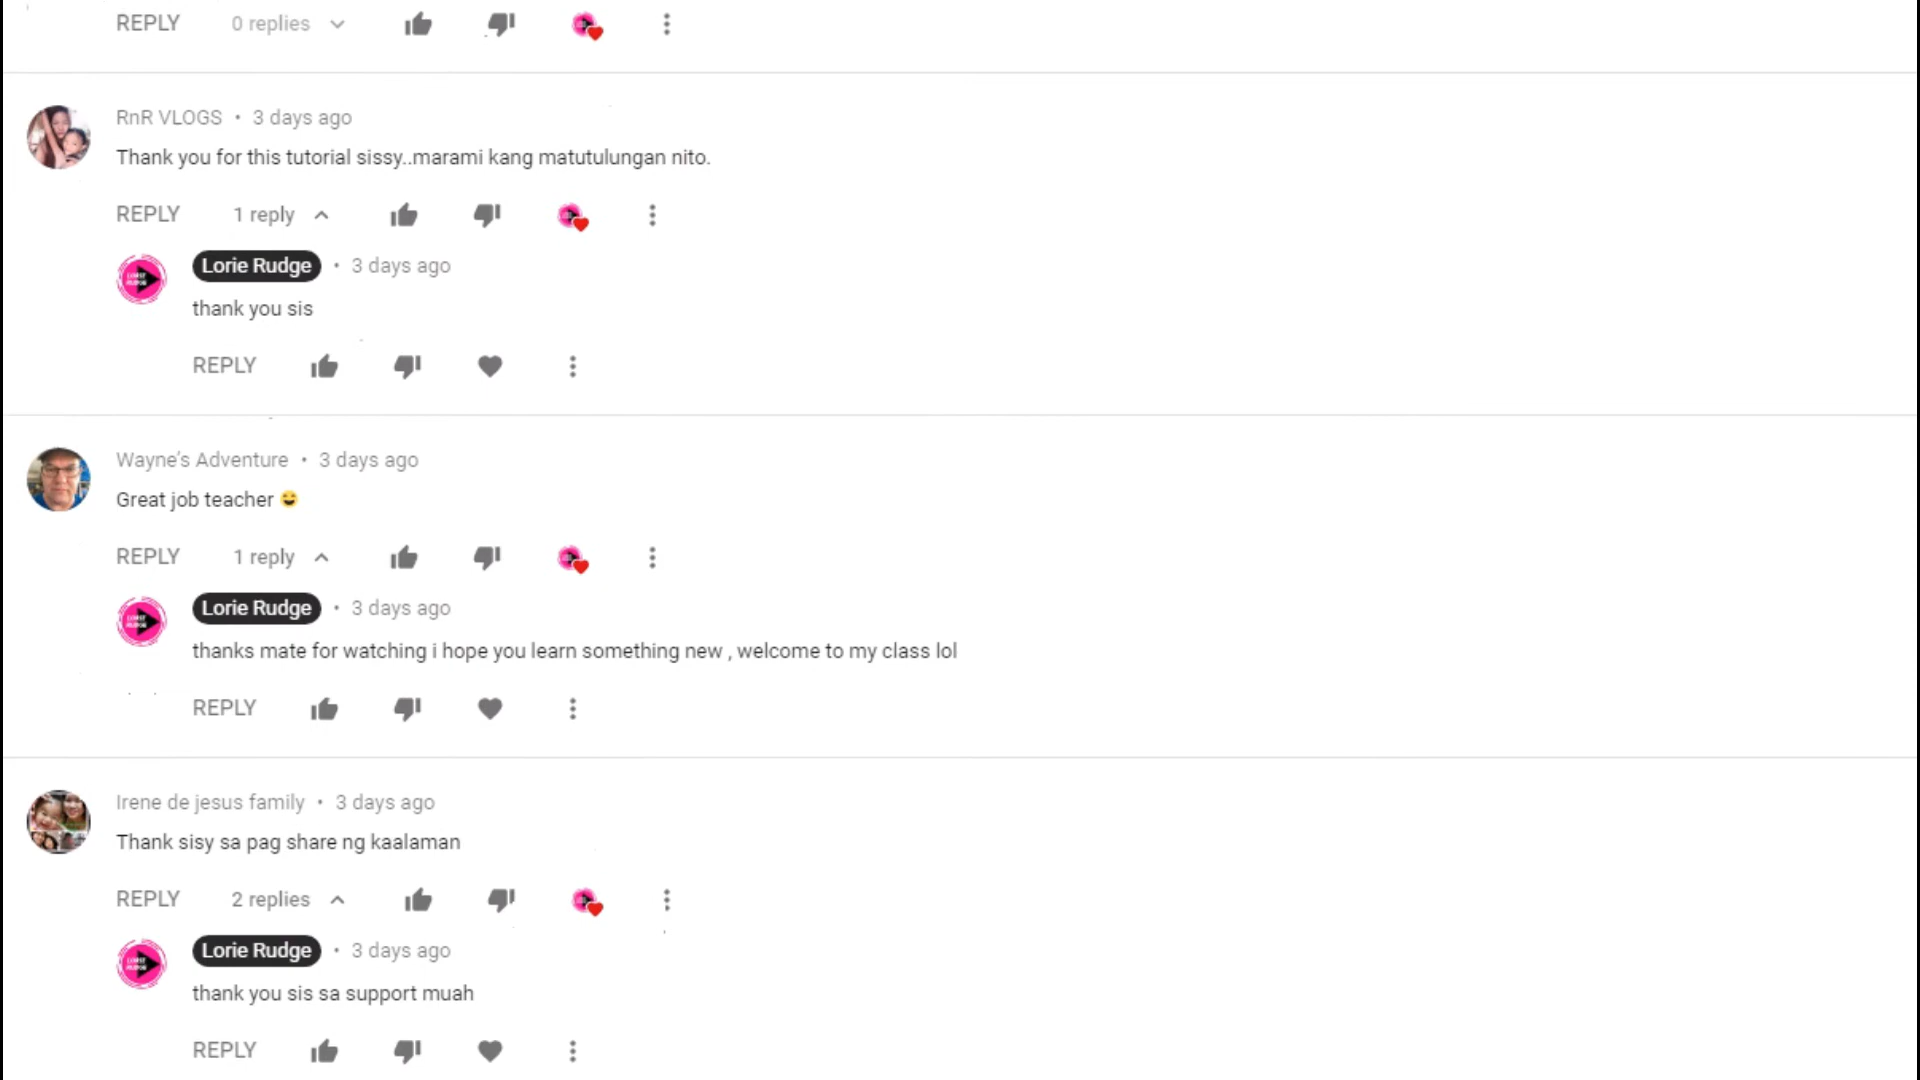 REPLY 0 replies
RnR VLOGS • 3 days ago
Thank you for this tutorial sissy..marami kang matutulungan nito.
REPLY 1 reply
Lorie Rudge • 3 days ago
thank you sis
REPLY
Wayne’s Adventure • 3 days ago
Great job teacher 😄
REPLY 1 reply
Lorie Rudge • 3 days ago
thanks mate for watching i hope you learn something new , welcome to my class lol
REPLY
Irene de jesus family • 3 days ago
Thank sisy sa pag share ng kaalaman
REPLY 2 replies
Lorie Rudge • 3 days ago
thank you sis sa support muah
REPLY